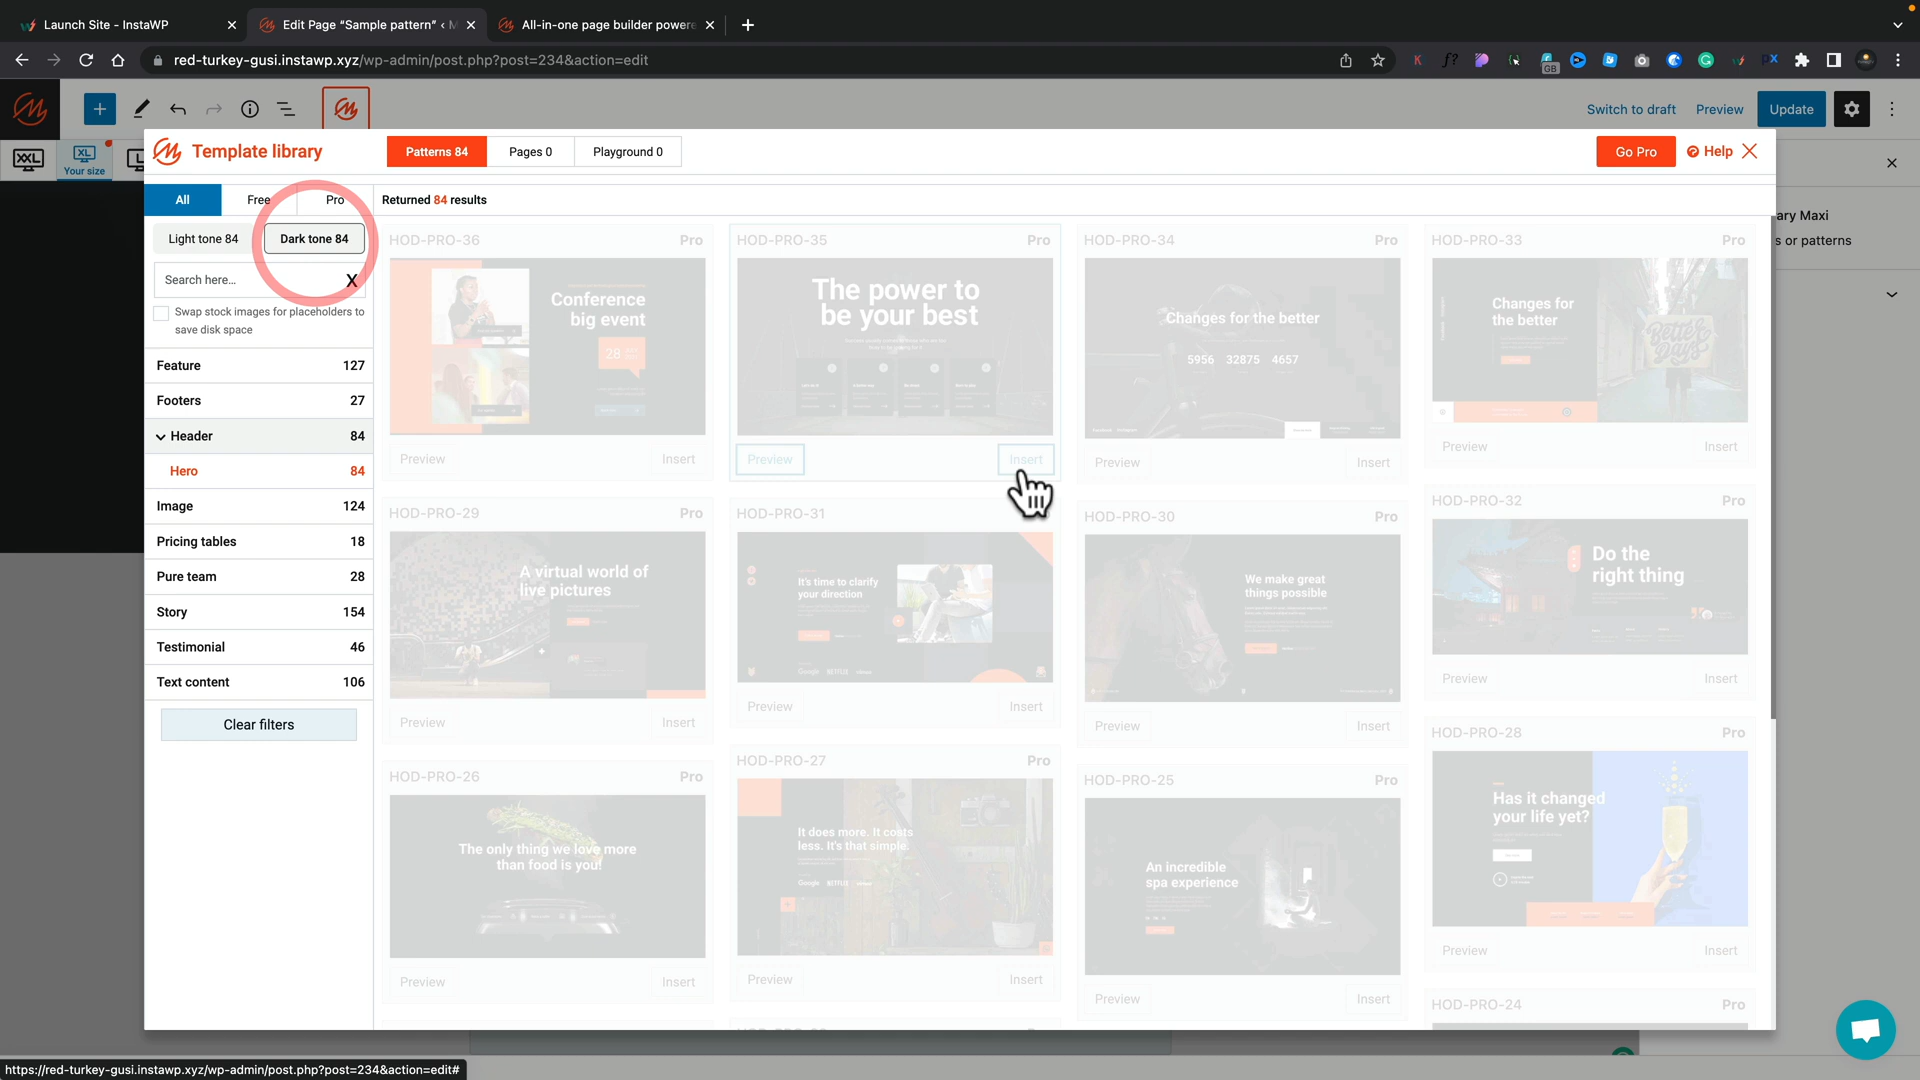 Launch Site - InstaWP
Edit Page “Sample pattern” ‹ M
All-in-one page builder powere
red-turkey-gusi.instawp.xyz/wp-admin/post.php?post=234&action=edit
Switch to draft
Preview
Update
XXL
XL
Your size
Template library
Patterns 84
Pages 0
Playground 0
Go Pro
Help
All
Free
Pro
Returned 84 results
Light tone 84
Dark tone 84
Search here...
X
Swap stock images for placeholders to
save disk space
Feature 127
Footers 27
Header 84
Hero 84
Image 124
Pricing tables 18
Pure team 28
Story 154
Testimonial 46
Text content 106
Clear filters
HOD-PRO-36 Pro
Conference
big event
28
Preview Insert
HOD-PRO-35 Pro
The power to
be your best
Preview Insert
HOD-PRO-34 Pro
Changes for the better
5956 32875 4657
Preview Insert
HOD-PRO-33 Pro
Changes for
the better
Better
Days
Preview Insert
HOD-PRO-29 Pro
A virtual world of
live pictures
Preview Insert
HOD-PRO-31
It's time to clarify
your direction
Google NETFLIX
Preview Insert
HOD-PRO-30 Pro
We make great
things possible
Preview Insert
HOD-PRO-32 Pro
Do the
right thing
Preview Insert
HOD-PRO-26 Pro
The only thing we love more
than food is you!
Preview Insert
HOD-PRO-27 Pro
It does more. It costs
less. It's that simple.
Google NETFLIX
Preview Insert
HOD-PRO-25 Pro
An incredible
spa experience
Preview Insert
HOD-PRO-28 Pro
Has it changed
your life yet?
Preview Insert
HOD-PRO-24 Pro
ary Maxi
s or patterns
https://red-turkey-gusi.instawp.xyz/wp-admin/post.php?post=234&action=edit#